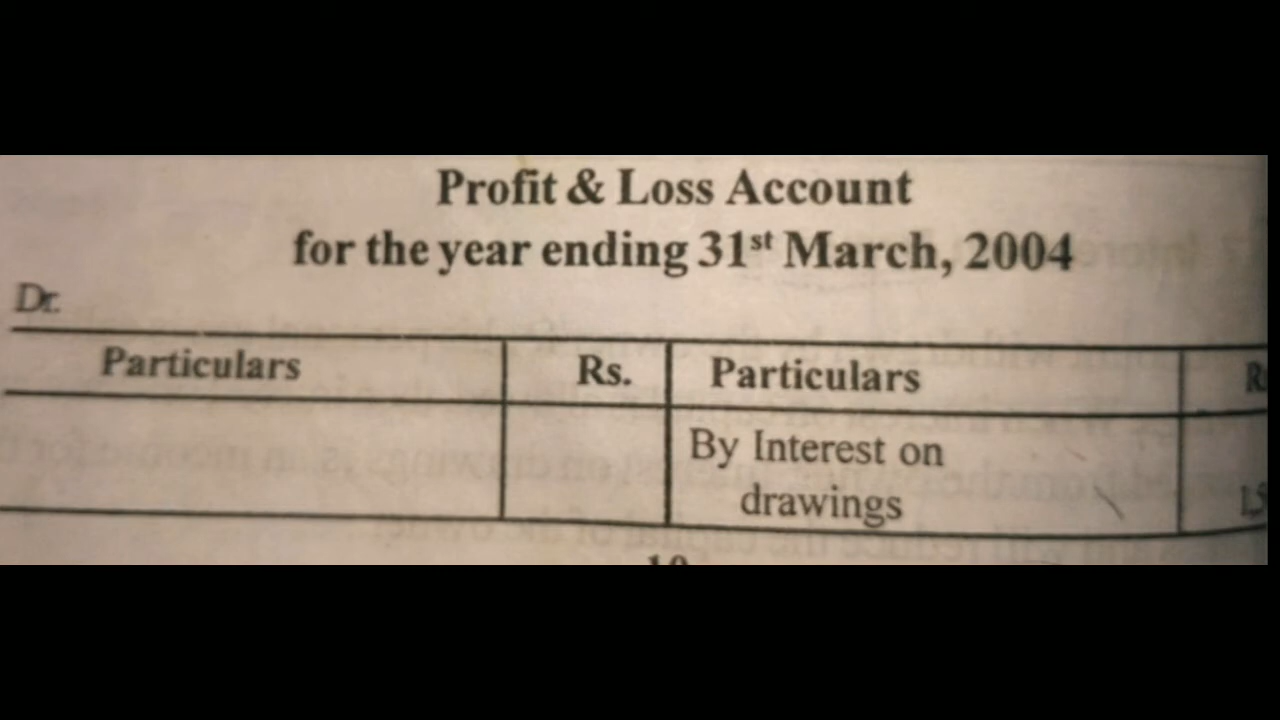 Profit & Loss Account
for the year ending 31st March, 2004
Dr.
Particulars Rs. Particulars
By Interest on
drawings